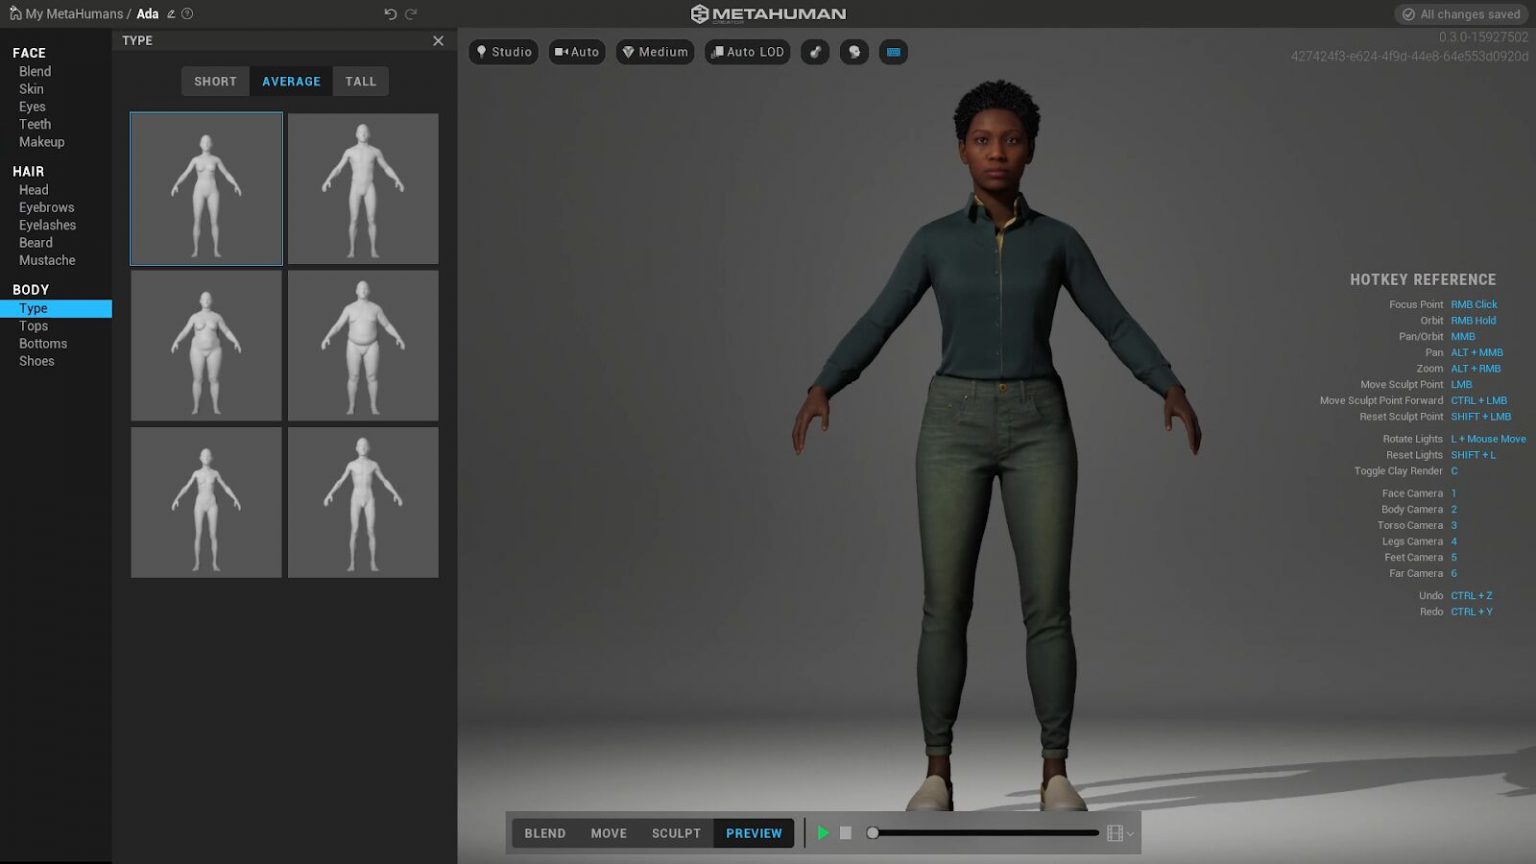 My MetaHumans / Ada
METAHUMAN
CREATOR
All changes saved
0.3.0-15927502
427424f3-e624-4f9d-44e8-64e553d0920d
FACE
Blend
Skin
Eyes
Teeth
Makeup
HAIR
Head
Eyebrows
Eyelashes
Beard
Mustache
BODY
Type
Tops
Bottoms
Shoes
TYPE
SHORT AVERAGE TALL
Studio Auto Medium Auto LOD
HOTKEY REFERENCE
Focus Point RMB Click
Orbit RMB Hold
Pan/Orbit MMB
Pan ALT + MMB
Zoom ALT + RMB
Move Sculpt Point LMB
Move Sculpt Point Forward CTRL + LMB
Reset Sculpt Point SHIFT + LMB
Rotate Lights L + Mouse Move
Reset Lights SHIFT + L
Toggle Clay Render C
Face Camera 1
Body Camera 2
Torso Camera 3
Legs Camera 4
Feet Camera 5
Far Camera 6
Undo CTRL + Z
Redo CTRL + Y
BLEND MOVE SCULPT PREVIEW